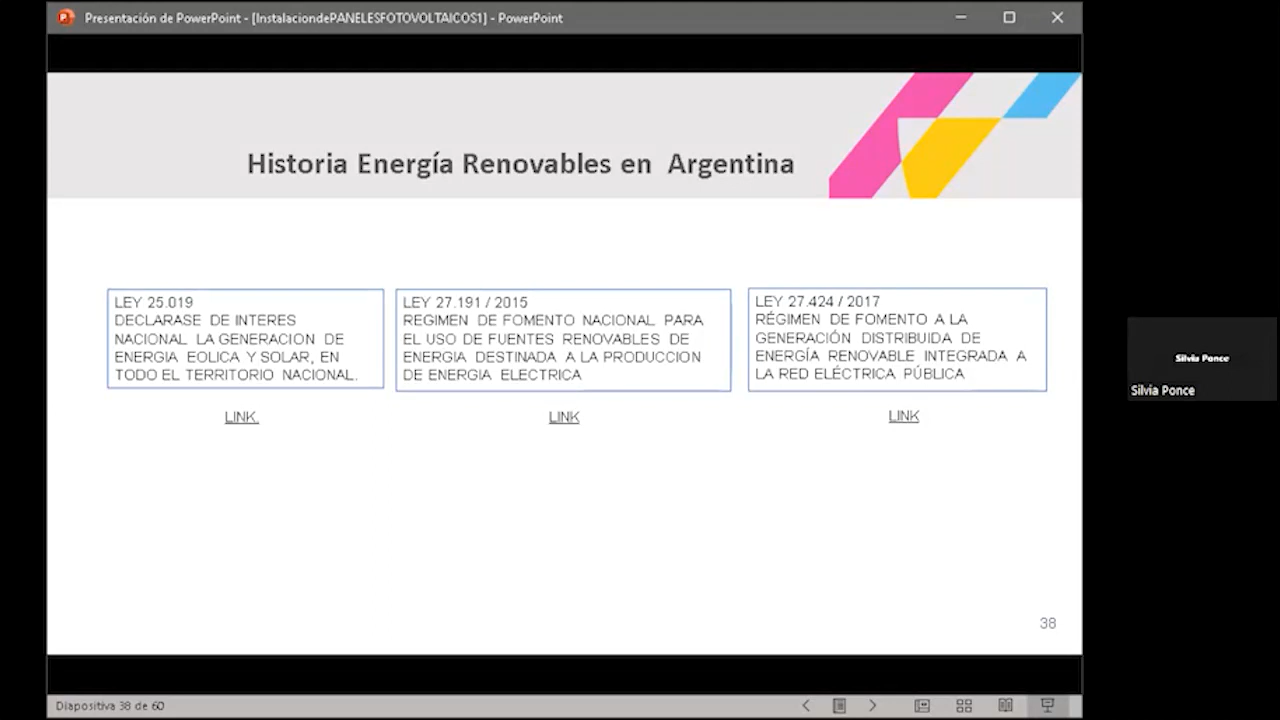 Presentación de PowerPoint - [InstalaciondePANELESFOTOVOLTAICOS1] - PowerPoint
Historia Energía Renovables en Argentina
LEY 25.019
DECLARASE DE INTERES
NACIONAL LA GENERACION DE
ENERGIA EOLICA Y SOLAR, EN
TODO EL TERRITORIO NACIONAL.
LINK.
LEY 27.191 / 2015
REGIMEN DE FOMENTO NACIONAL PARA
EL USO DE FUENTES RENOVABLES DE
ENERGIA DESTINADA A LA PRODUCCION
DE ENERGIA ELECTRICA
LINK
LEY 27.424 / 2017
RÉGIMEN DE FOMENTO A LA
GENERACIÓN DISTRIBUIDA DE
ENERGÍA RENOVABLE INTEGRADA A
LA RED ELÉCTRICA PÚBLICA
LINK
38
Silvia Ponce
Silvia Ponce
Diapositiva 38 de 60